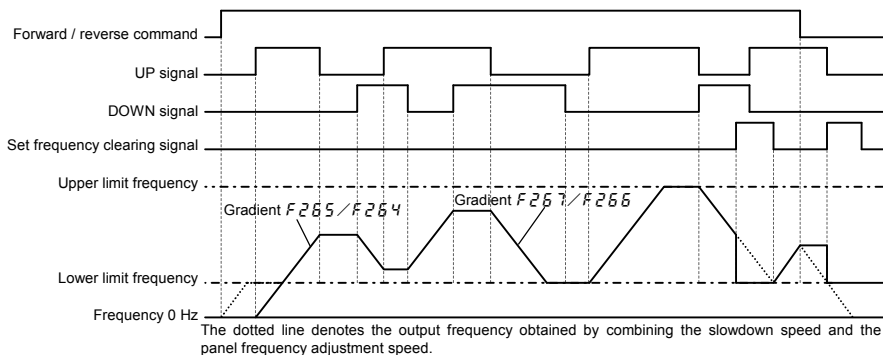 Forward / reverse command
UP signal
DOWN signal
Set frequency clearing signal
Upper limit frequency
Gradient F265/F264
Gradient F267/F266
Lower limit frequency
Frequency 0 Hz
The dotted line denotes the output frequency obtained by combining the slowdown speed and the
panel frequency adjustment speed.